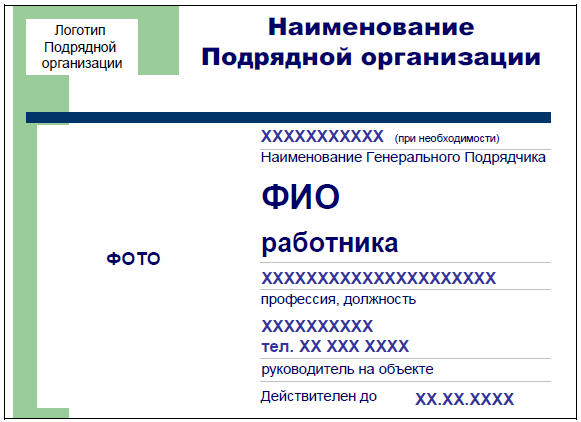 Логотип
Подрядной
организации
Наименование
Подрядной организации
XXXXXXXXXXX (при необходимости)
Наименование Генерального Подрядчика
ФИО
работника
ФОТО
XXXXXXXXXXXXXXXXXXXXX
профессия, должность
XXXXXXXXXX
тел. XX XXX XXXX
руководитель на объекте
Действителен до XX.XX.XXXX